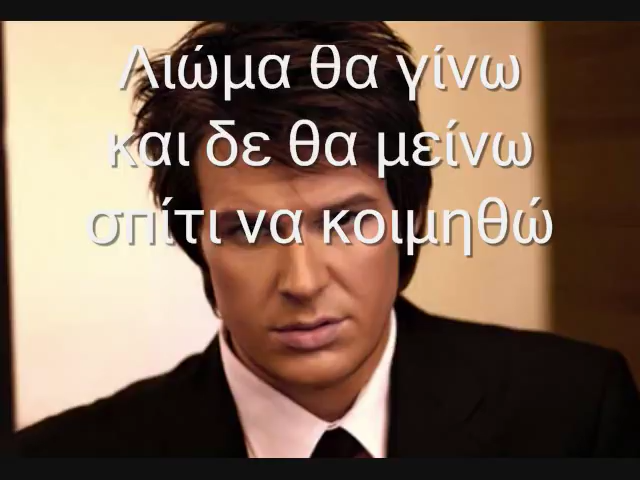 Λιώμα θα γίνω
και δε θα μείνω
σπίτι να κοιμηθώ